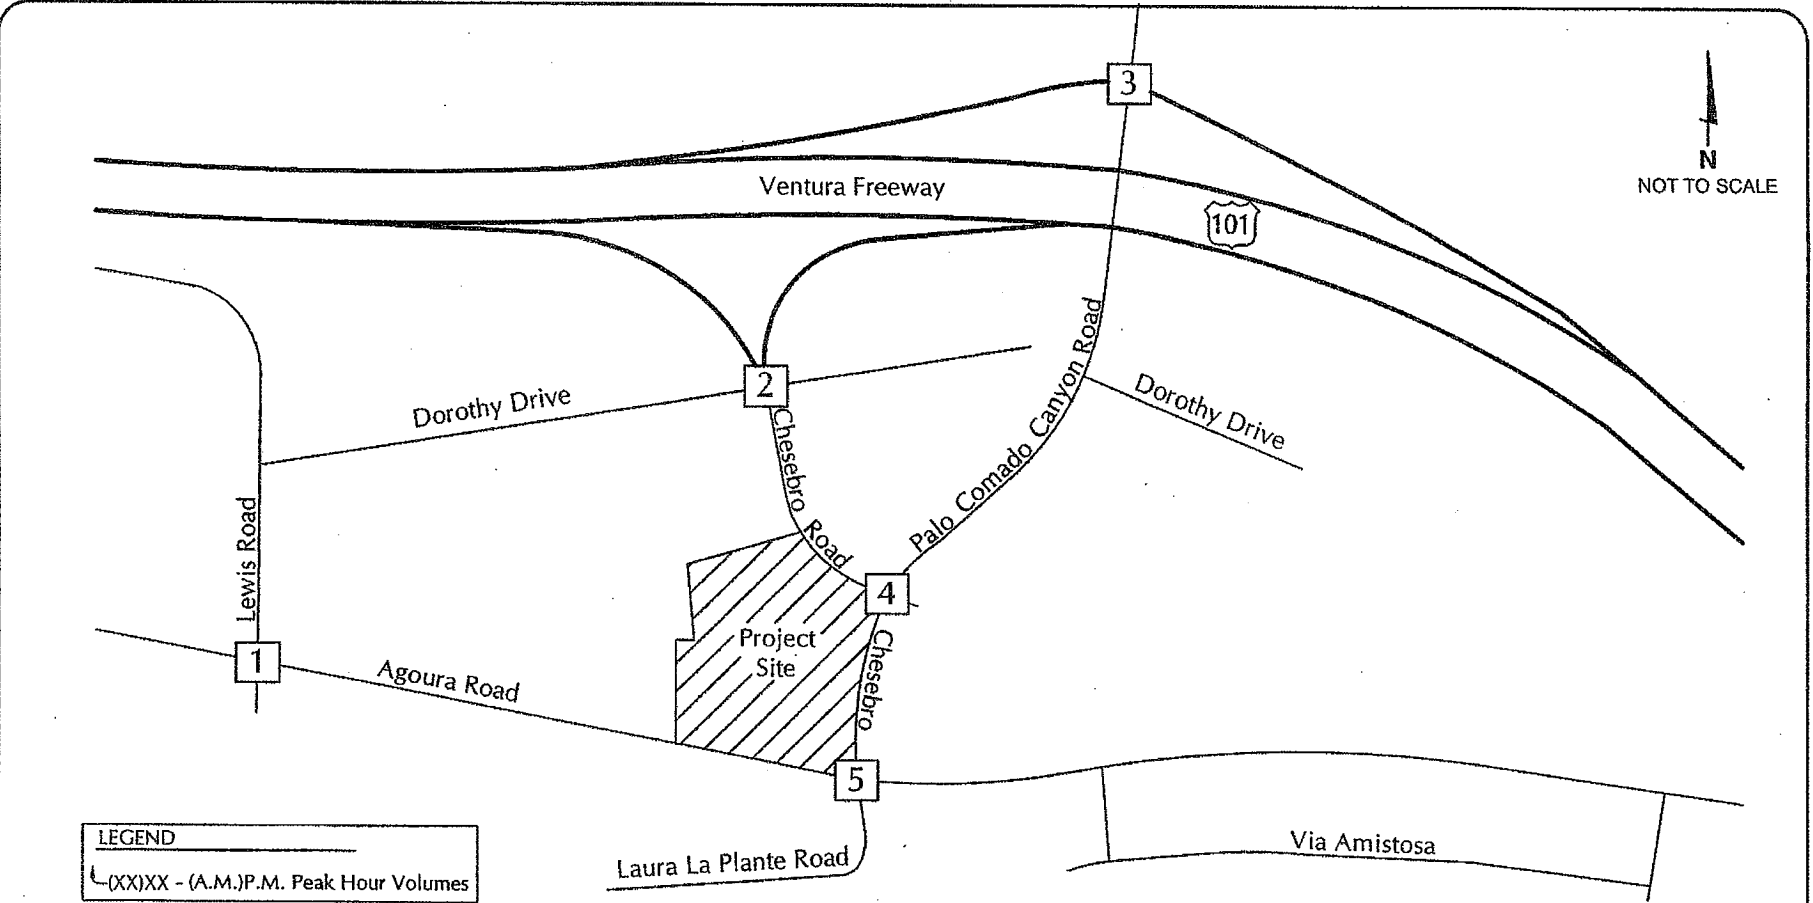 3
N
NOT TO SCALE
Ventura Freeway
101
2
Dorothy Drive
Dorothy Drive
Chesebro Road
Palo Comado Canyon Road
Lewis Road
4
Project
Site
1
Agoura Road
Chesebro
5
Via Amistosa
Laura La Plante Road
LEGEND
(XX)XX - (A.M.)P.M. Peak Hour Volumes